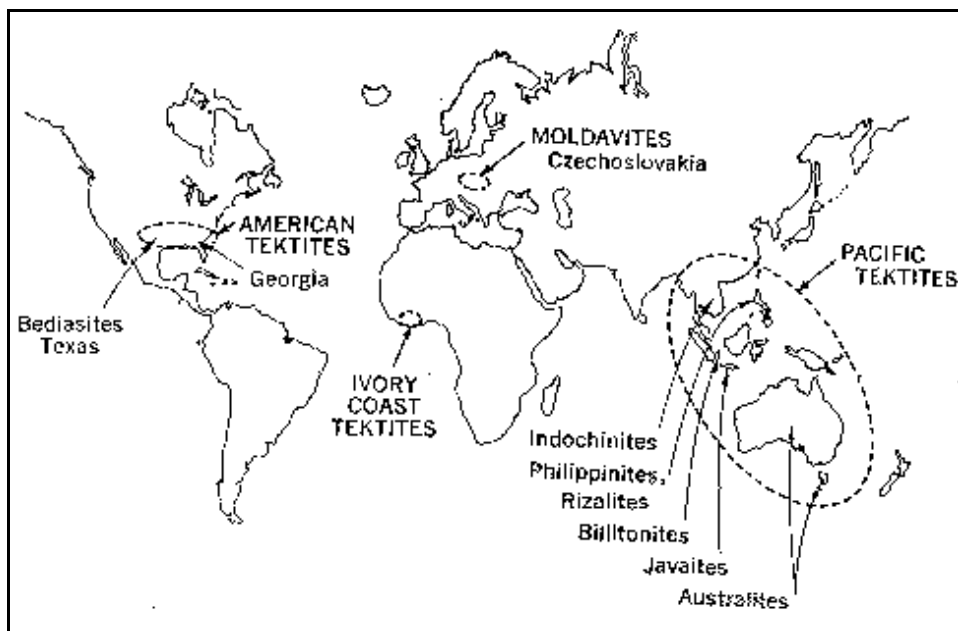 MOLDAVITES
Czechoslovakia
AMERICAN
TEKTITES
Georgia
Bediasites
Texas
IVORY
COAST
TEKTITES
PACIFIC
TEKTITES
Indochinites
Philippinites,
Rizalites
Billitonites
Javaites
Australites